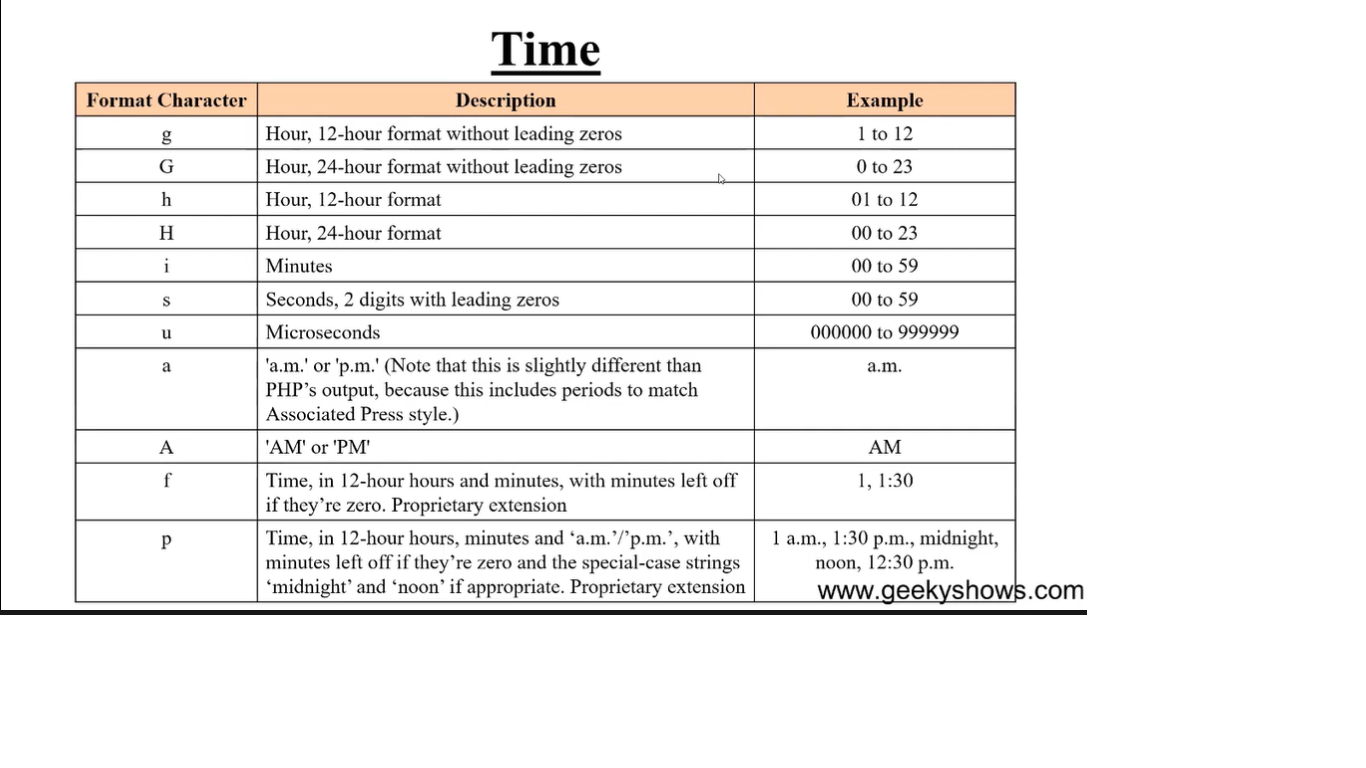 Time
Format Character Description Example
g Hour, 12-hour format without leading zeros 1 to 12
G Hour, 24-hour format without leading zeros 0 to 23
h Hour, 12-hour format 01 to 12
H Hour, 24-hour format 00 to 23
i Minutes 00 to 59
s Seconds, 2 digits with leading zeros 00 to 59
u Microseconds 000000 to 999999
a 'a.m.' or 'p.m.' (Note that this is slightly different than a.m.
PHP’s output, because this includes periods to match
Associated Press style.)
A 'AM' or 'PM' AM
f Time, in 12-hour hours and minutes, with minutes left off 1, 1:30
if they’re zero. Proprietary extension
p Time, in 12-hour hours, minutes and ‘a.m.’/’p.m.’, with 1 a.m., 1:30 p.m., midnight,
minutes left off if they’re zero and the special-case strings noon, 12:30 p.m.
‘midnight’ and ‘noon’ if appropriate. Proprietary extension
www.geekyshows.com